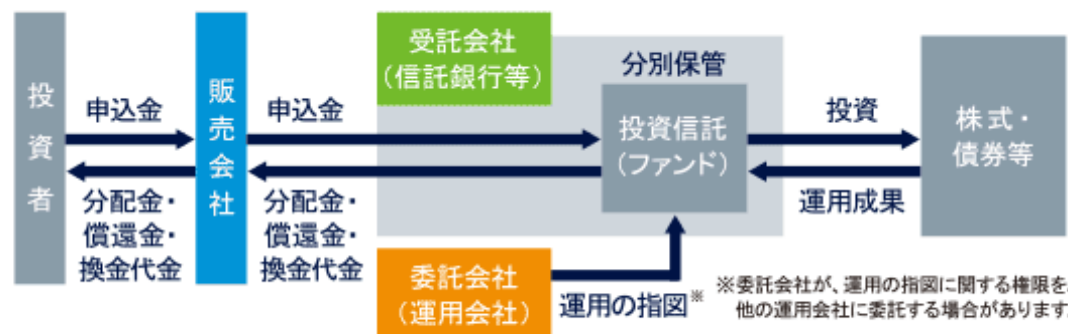 投資者
申込金
分配金・
償還金・
換金代金
販売会社
申込金
分配金・
償還金・
換金代金
受託会社
（信託銀行等）
分別保管
投資信託
（ファンド）
委託会社
（運用会社）
運用の指図※
投資
運用成果
株式・
債券等
※委託会社が、運用の指図に関する権限を
他の運用会社に委託する場合があります